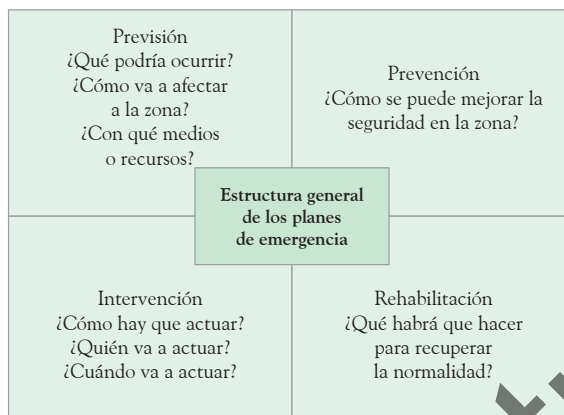 Previsión
¿Qué podría ocurrir?
¿Cómo va a afectar
a la zona?
¿Con qué medios
o recursos?
Prevención
¿Cómo se puede mejorar la
seguridad en la zona?
Estructura general
de los planes
de emergencia
Intervención
¿Cómo hay que actuar?
¿Quién va a actuar?
¿Cuándo va a actuar?
Rehabilitación
¿Qué habrá que hacer
para recuperar
la normalidad?